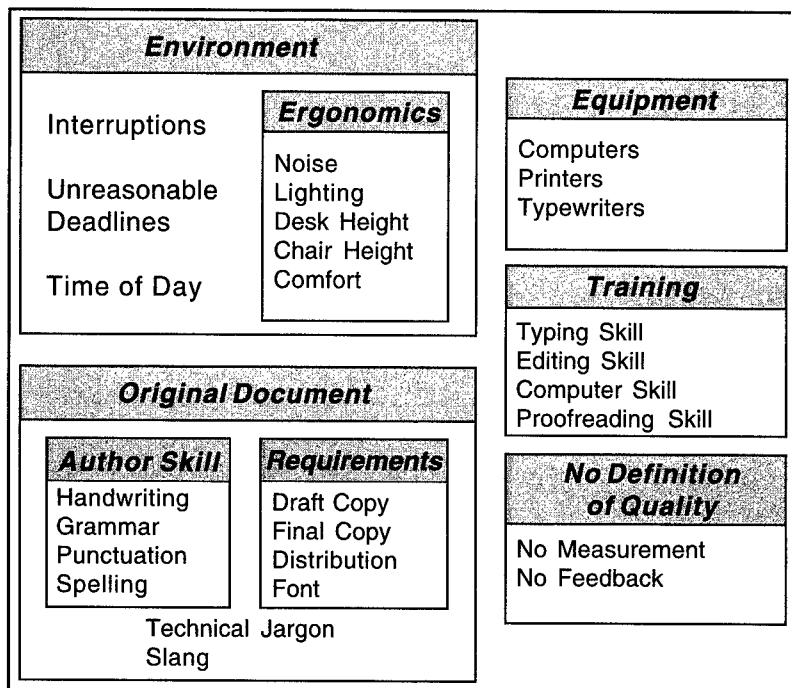 Environment
Interruptions
Unreasonable
Deadlines
Time of Day
Ergonomics
Noise
Lighting
Desk Height
Chair Height
Comfort
Original Document
Author Skill
Handwriting
Grammar
Punctuation
Spelling
Requirements
Draft Copy
Final Copy
Distribution
Font
Technical Jargon
Slang
Equipment
Computers
Printers
Typewriters
Training
Typing Skill
Editing Skill
Computer Skill
Proofreading Skill
No Definition
of Quality
No Measurement
No Feedback